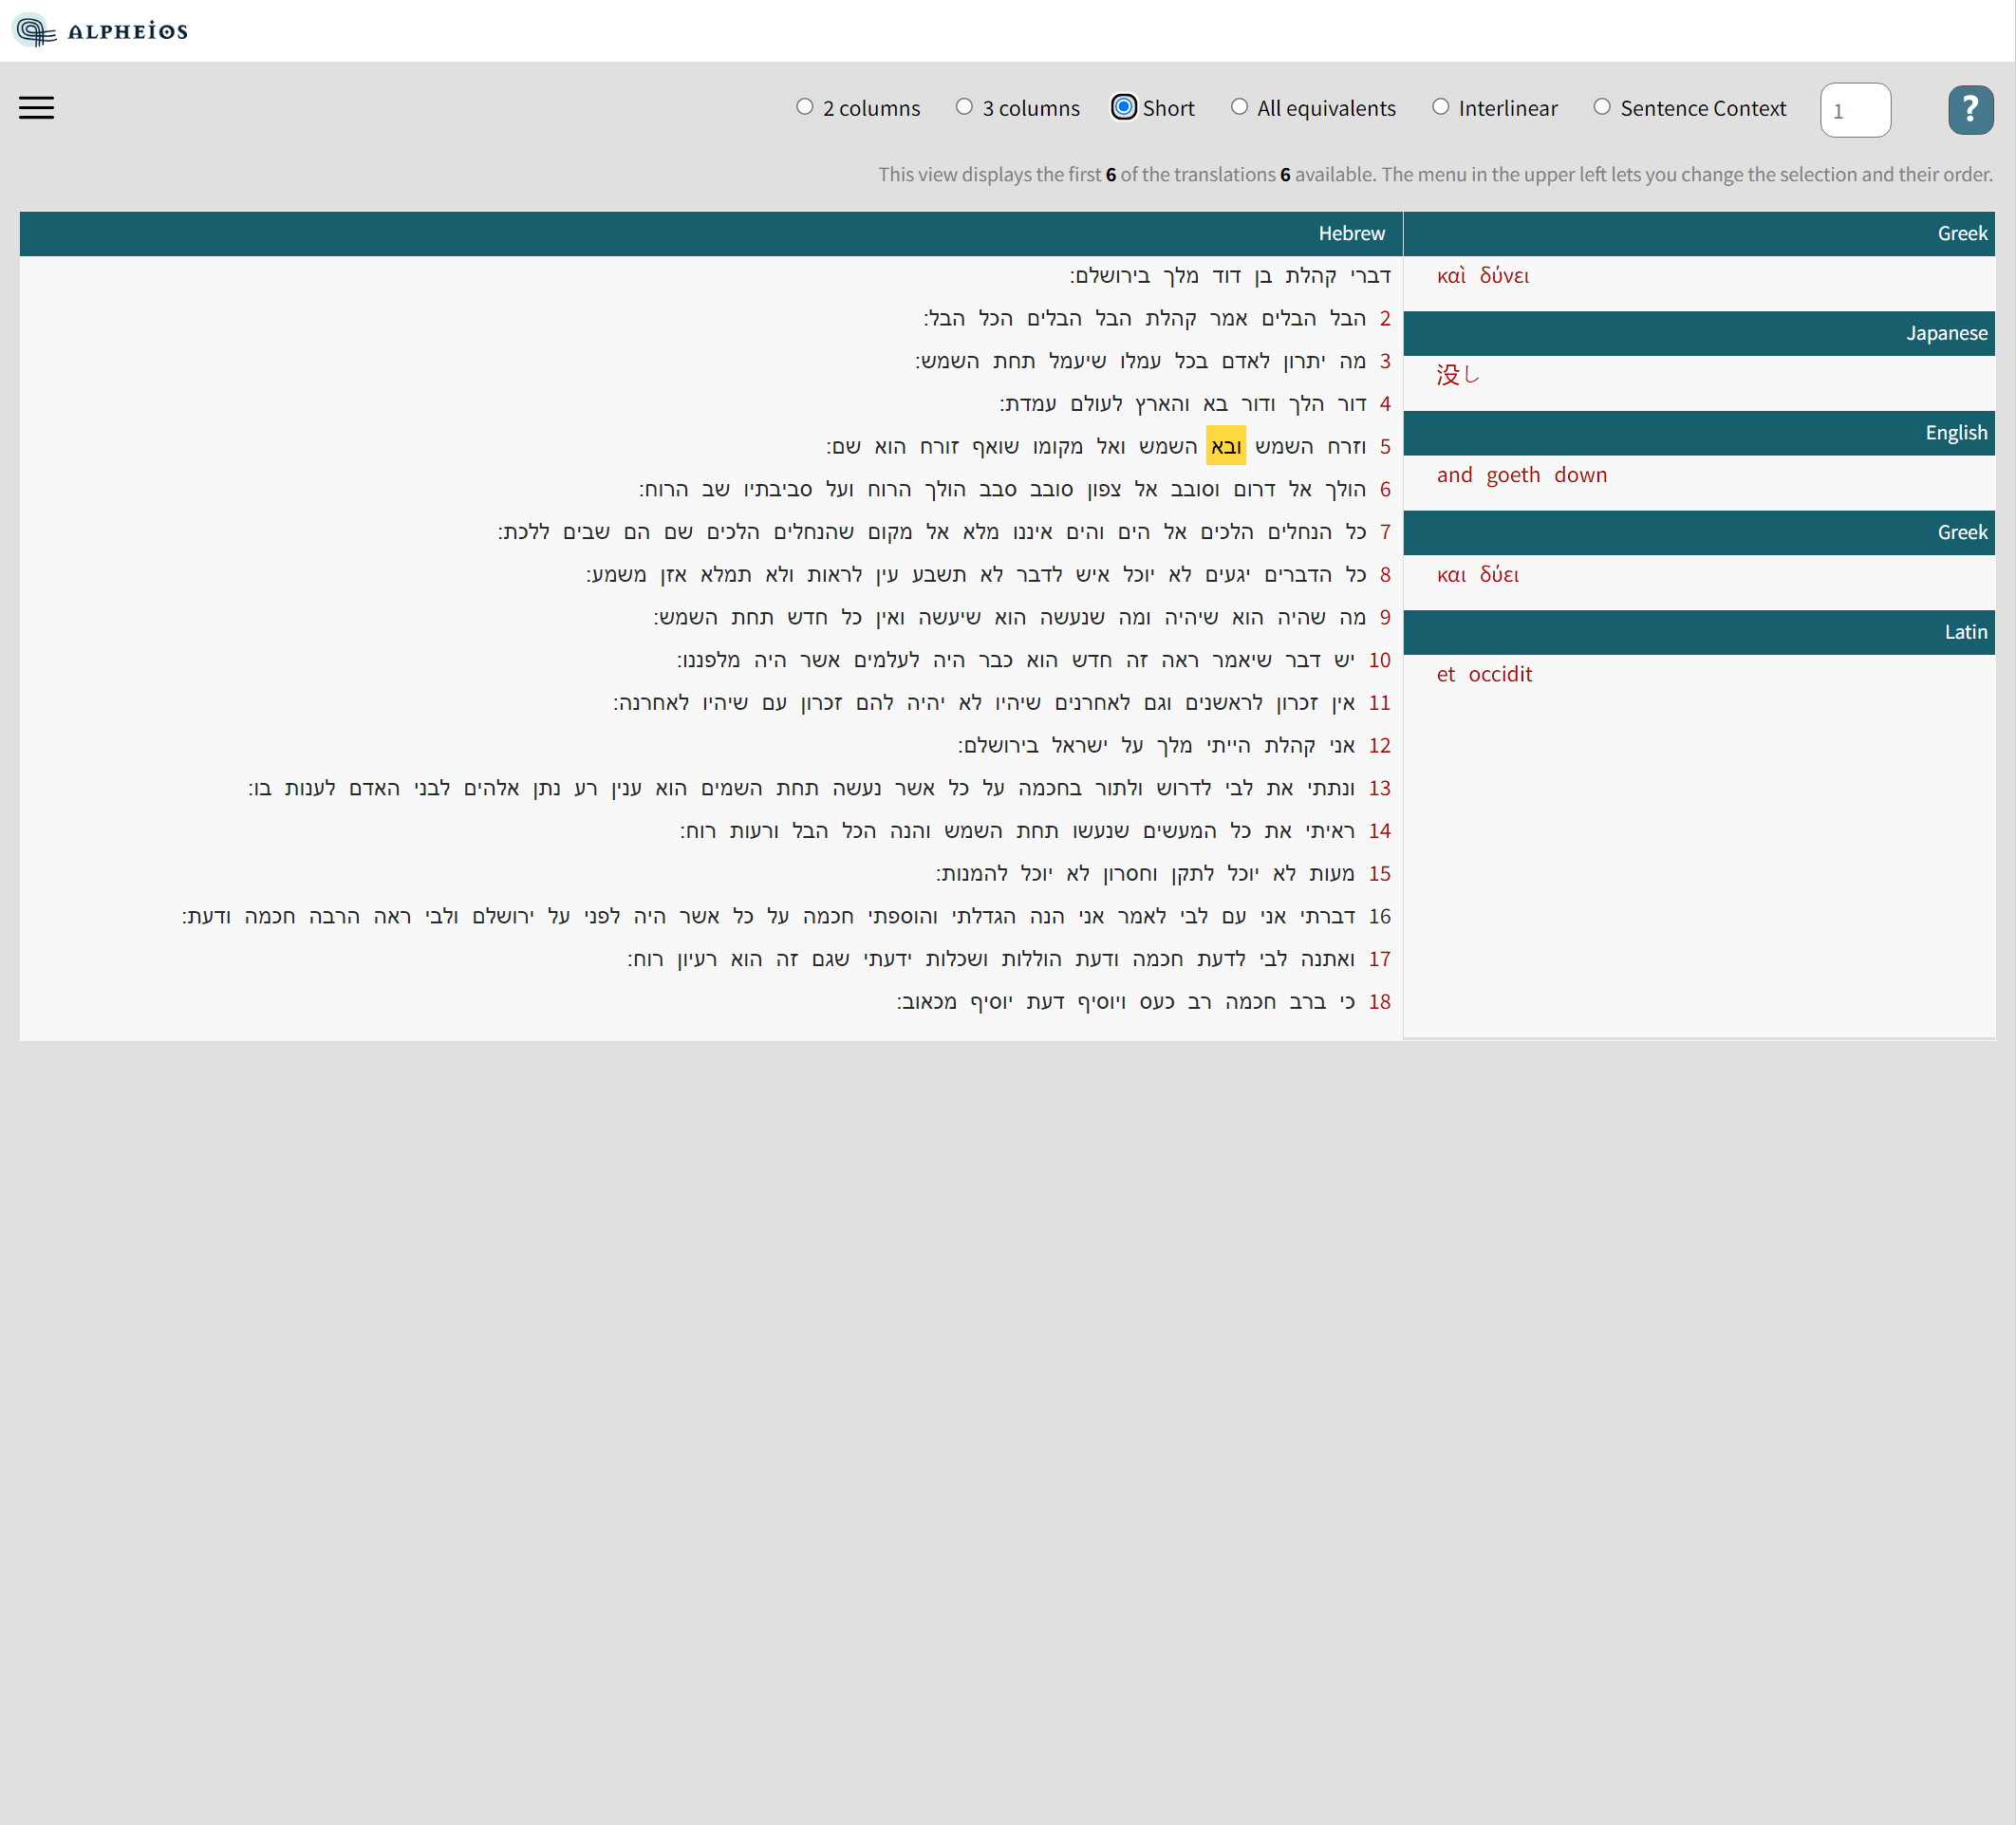 ALPHEIOS
2 columns 3 columns Short All equivalents Interlinear Sentence Context 1 ?
This view displays the first 6 of the translations 6 available. The menu in the upper left lets you change the selection and their order.
Hebrew
דברי קהלת בן דוד מלך בירושלם:
2 הבל הבלים אמר קהלת הבל הבלים הכל הבל:
3 מה יתרון לאדם בכל עמלו שיעמל תחת השמש:
4 דור הלך ודור בא והארץ לעולם עמדת:
5 וזרח השמש ובא השמש ואל מקומו שואף זורח הוא שם:
6 הולך אל דרום וסובב אל צפון סובב סבב הולך הרוח ועל סביבתיו שב הרוח:
7 כל הנחלים הלכים אל הים והים איננו מלא אל מקום שהנחלים הלכים שם הם שבים ללכת:
8 כל הדברים יגעים לא יוכל איש לדבר לא תשבע עין לראות ולא תמלא אזן משמע:
9 מה שהיה הוא שיהיה ומה שנעשה הוא שיעשה ואין כל חדש תחת השמש:
10 יש דבר שיאמר ראה זה חדש הוא כבר היה לעלמים אשר היה מלפננו:
11 אין זכרון לראשנים וגם לאחרנים שיהיו לא יהיה להם זכרון עם שיהיו לאחרנה:
12 אני קהלת הייתי מלך על ישראל בירושלם:
13 ונתתי את לבי לדרוש ולתור בחכמה על כל אשר נעשה תחת השמים הוא ענין רע נתן אלהים לבני האדם לענות בו:
14 ראיתי את כל המעשים שנעשו תחת השמש והנה הכל הבל ורעות רוח:
15 מעות לא יוכל לתקן וחסרון לא יוכל להמנות:
16 דברתי אני עם לבי לאמר אני הנה הגדלתי והוספתי חכמה על כל אשר היה לפני על ירושלם ולבי ראה הרבה חכמה ודעת:
17 ואתנה לבי לדעת חכמה ודעת הוללות ושכלות ידעתי שגם זה הוא רעיון רוח:
18 כי ברב חכמה רב כעס ויוסיף דעת יוסיף מכאוב:
Greek
καὶ δύνει
Japanese
没し
English
and goeth down
Greek
και δύει
Latin
et occidit